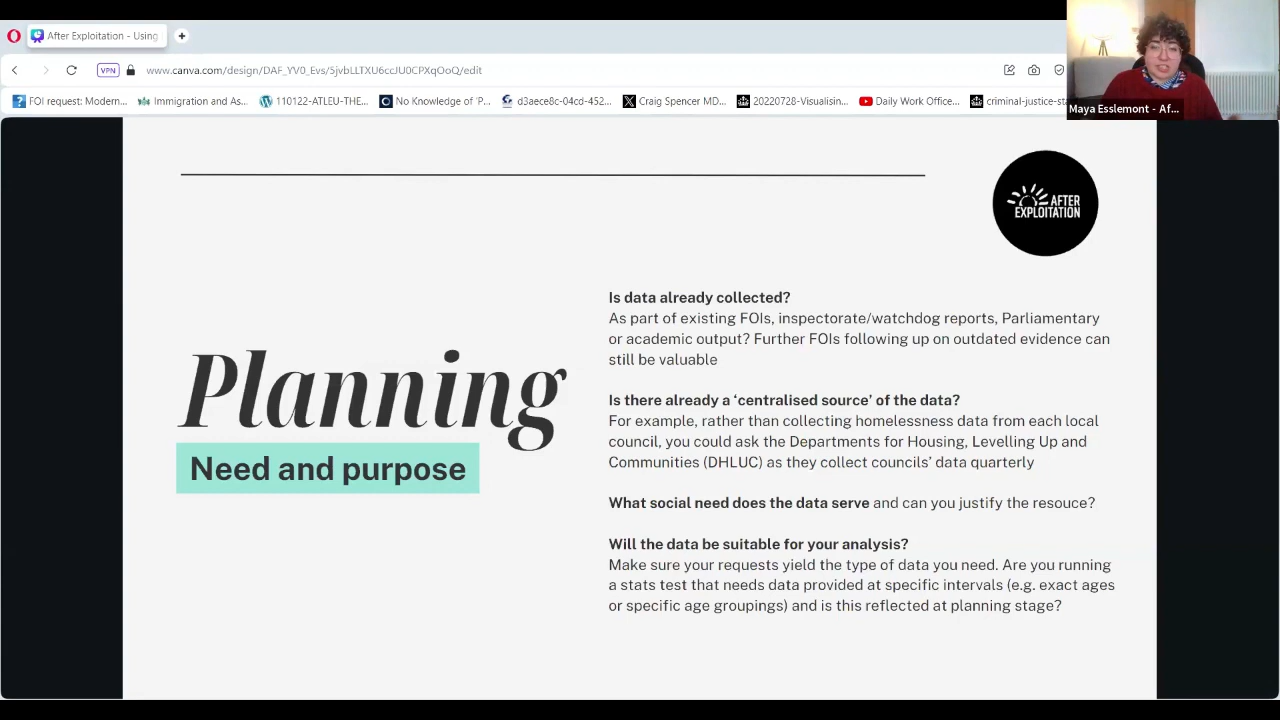 After Exploitation - Using
VPN
www.canva.com/design/DAF_YV0_Evs/5jvbLLTXU6ccJU0CPXqOoQ/edit
FOI request: Modern...
Immigration and As...
110122-ATLEU-THE...
No Knowledge of 'P...
d3aece8c-04cd-452...
Craig Spencer MD...
20220728-Visualisin...
Daily Work Office...
criminal-justice-sta
Maya Esslemont - Af...
AFTER
EXPLOITATION
Planning
Need and purpose
Is data already collected?
As part of existing FOIs, inspectorate/watchdog reports, Parliamentary
or academic output? Further FOIs following up on outdated evidence can
still be valuable
Is there already a ‘centralised source’ of the data?
For example, rather than collecting homelessness data from each local
council, you could ask the Departments for Housing, Levelling Up and
Communities (DHLUC) as they collect councils’ data quarterly
What social need does the data serve and can you justify the resouce?
Will the data be suitable for your analysis?
Make sure your requests yield the type of data you need. Are you running
a stats test that needs data provided at specific intervals (e.g. exact ages
or specific age groupings) and is this reflected at planning stage?